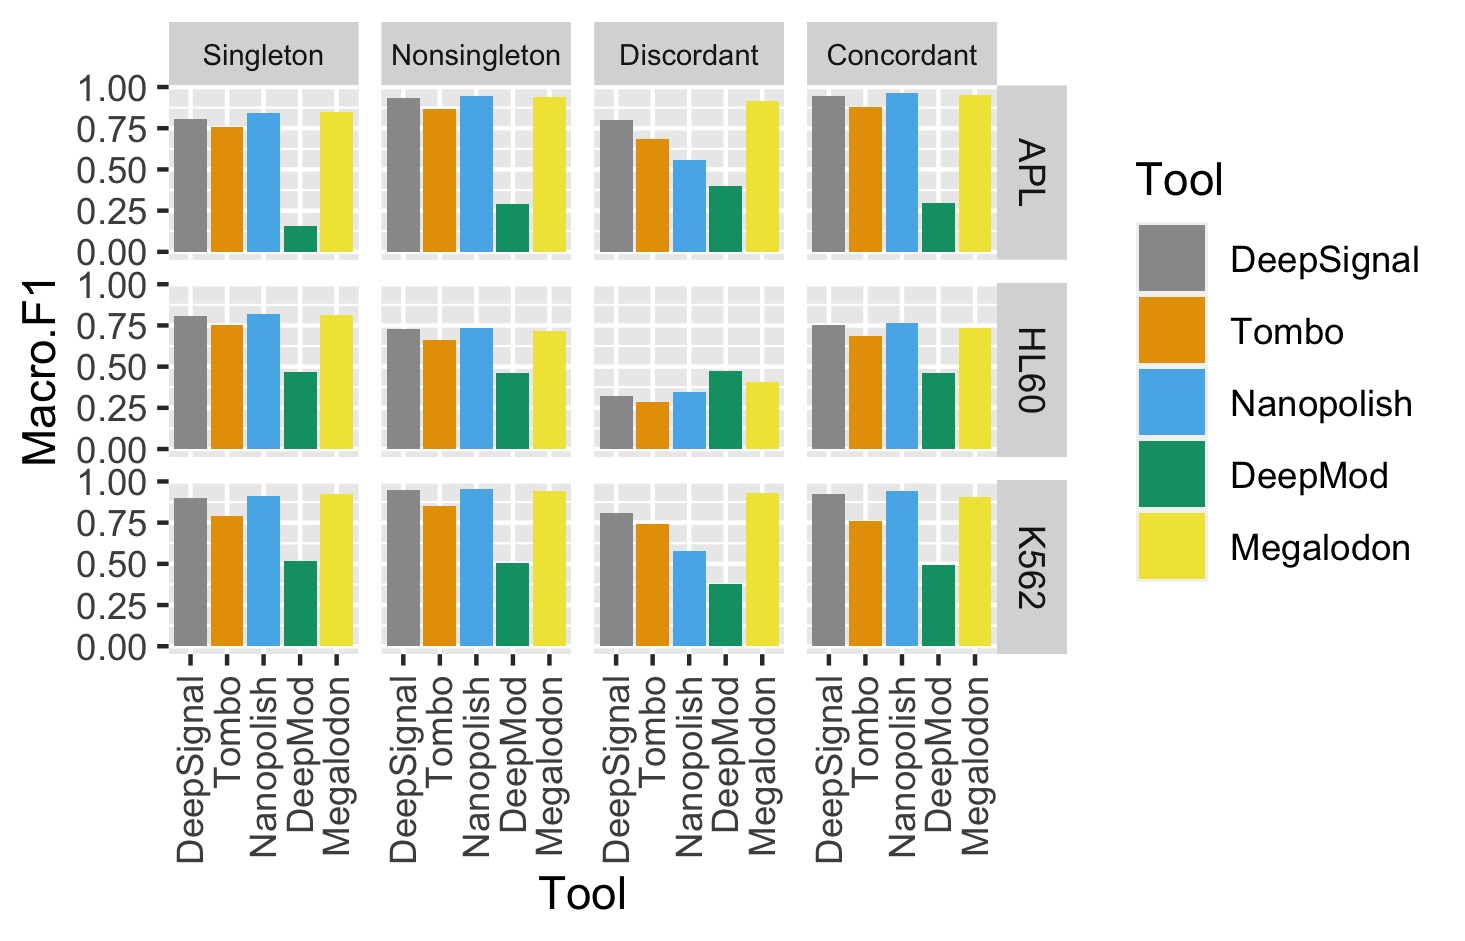 Singleton Nonsingleton Discordant Concordant
Macro.F1
1.00
0.75
0.50
0.25
0.00
APL
1.00
0.75
0.50
0.25
0.00
HL60
1.00
0.75
0.50
0.25
0.00
K562
DeepSignal Tombo Nanopolish DeepMod Megalodon DeepSignal Tombo Nanopolish DeepMod Megalodon DeepSignal Tombo Nanopolish DeepMod Megalodon DeepSignal Tombo Nanopolish DeepMod Megalodon
Tool
Tool
DeepSignal
Tombo
Nanopolish
DeepMod
Megalodon